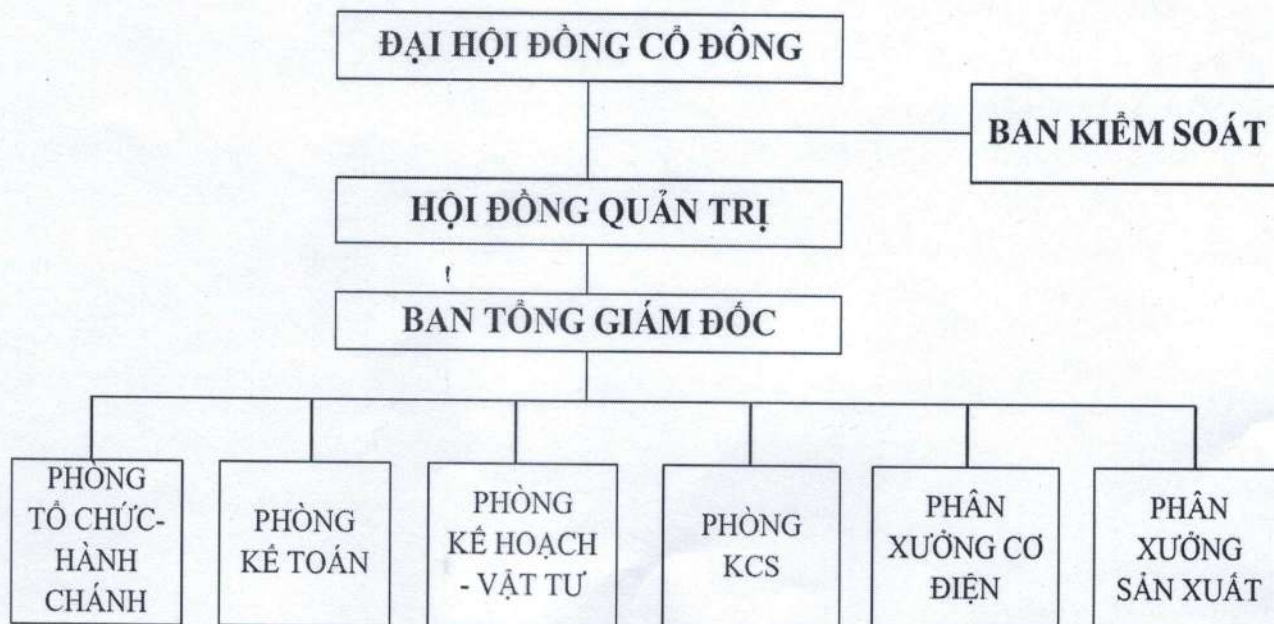 ĐẠI HỘI ĐỒNG CỔ ĐÔNG
BAN KIỂM SOÁT
HỘI ĐỒNG QUẢN TRỊ
BAN TỔNG GIÁM ĐỐC
PHÒNG
TỔ CHỨC-
HÀNH
CHÁNH
PHÒNG
KẾ TOÁN
PHÒNG
KẾ HOẠCH
- VẬT TƯ
PHÒNG
KCS
PHÂN
XƯỞNG CƠ
ĐIỆN
PHÂN
XƯỞNG
SẢN XUẤT